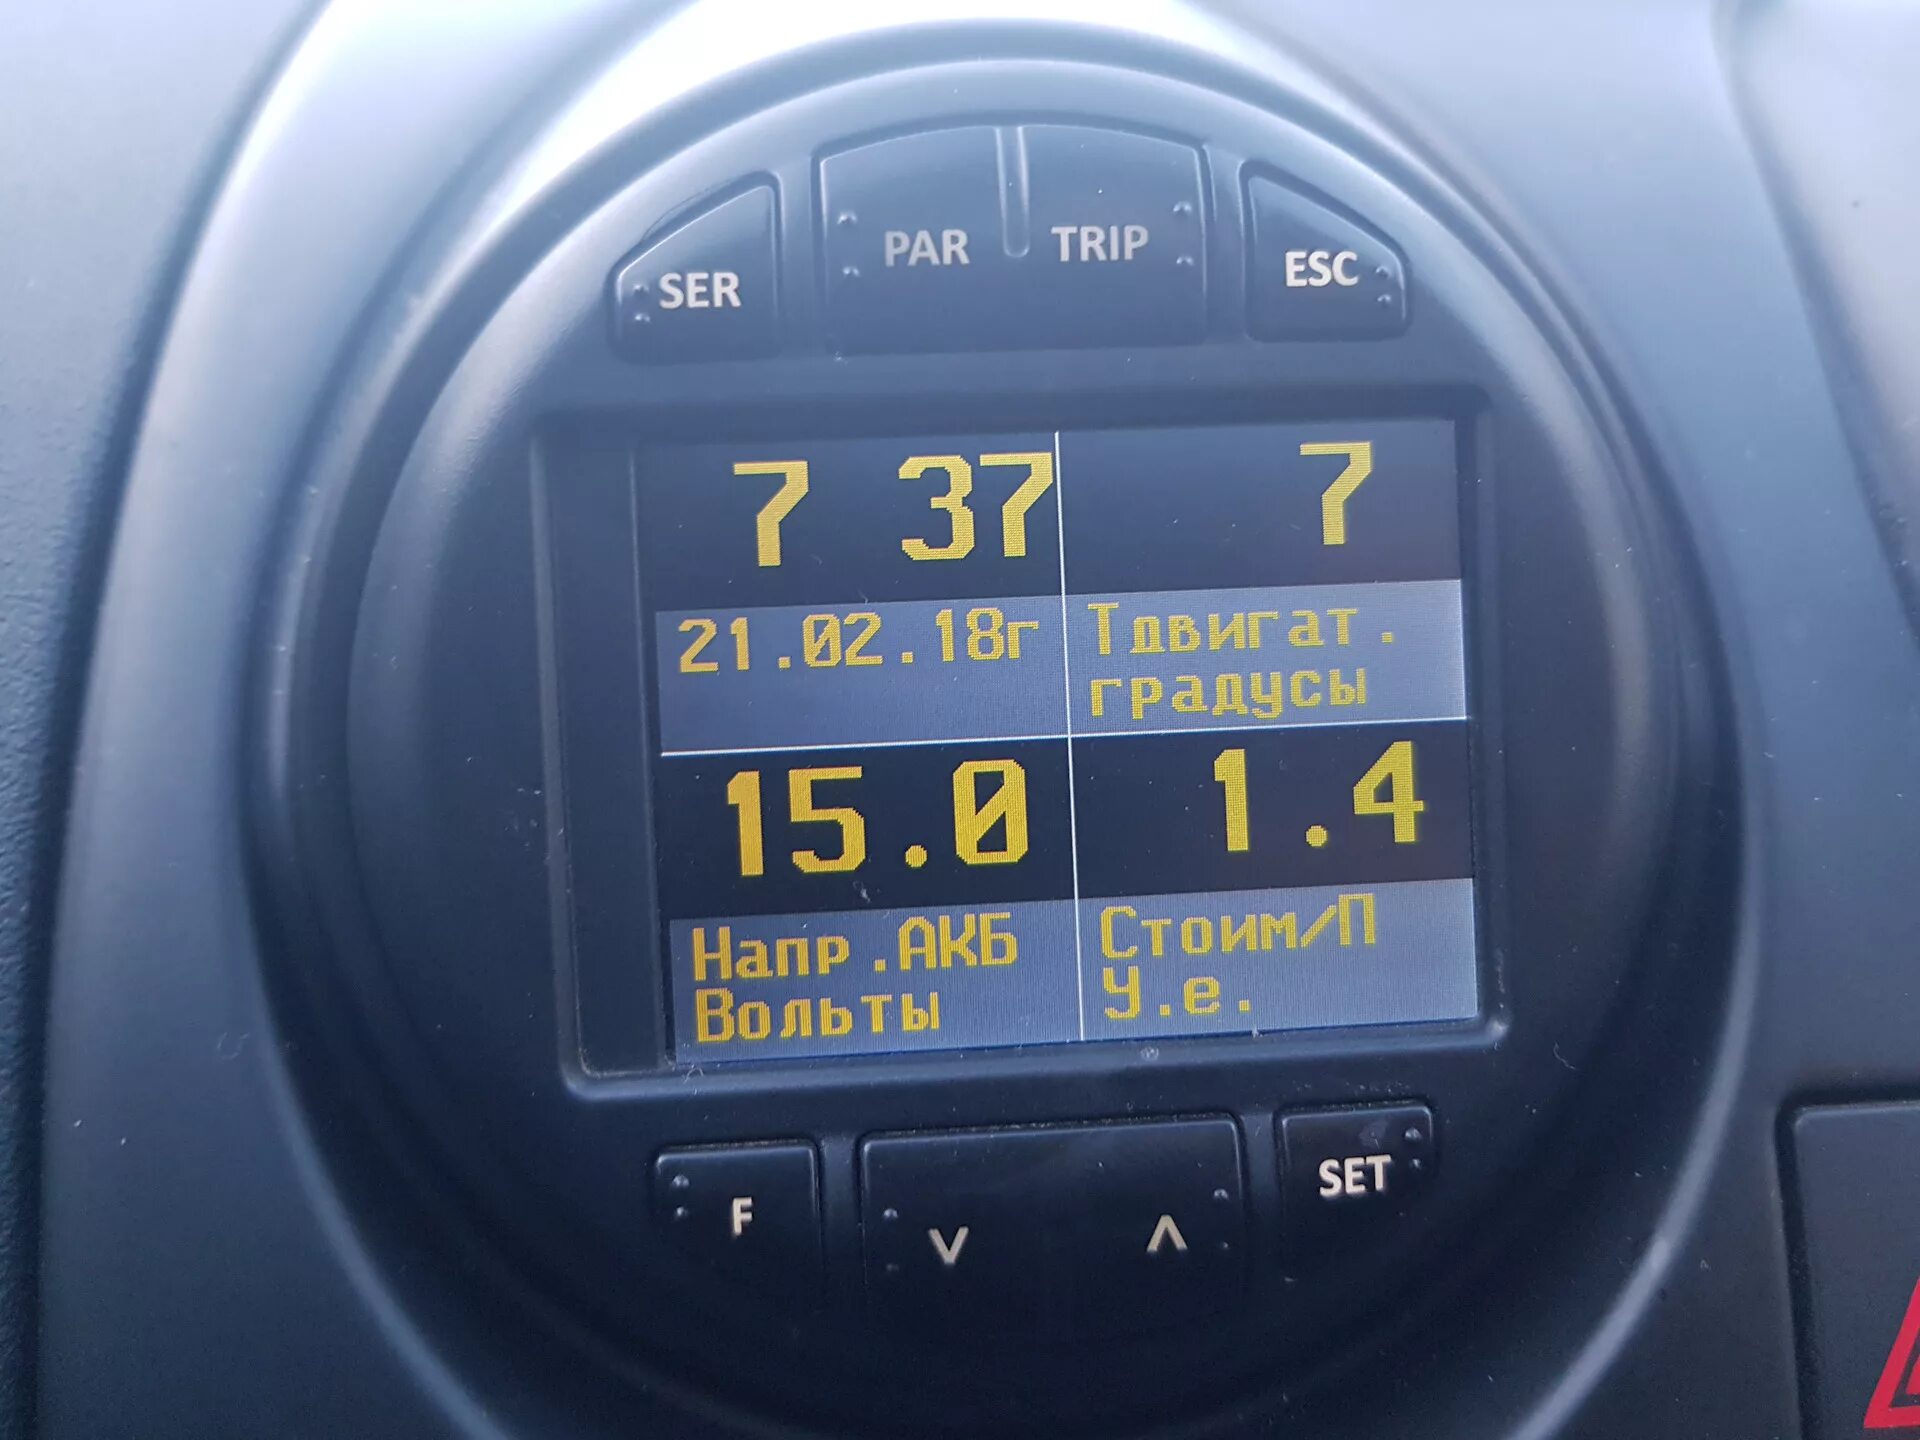 SER PAR TRIP ESC
7 37
21.02.18г
7
Тдвигат.
градусы
15.0
Напр.АКБ
Вольты
1.4
Стоим/П
У.е.
F V Λ SET